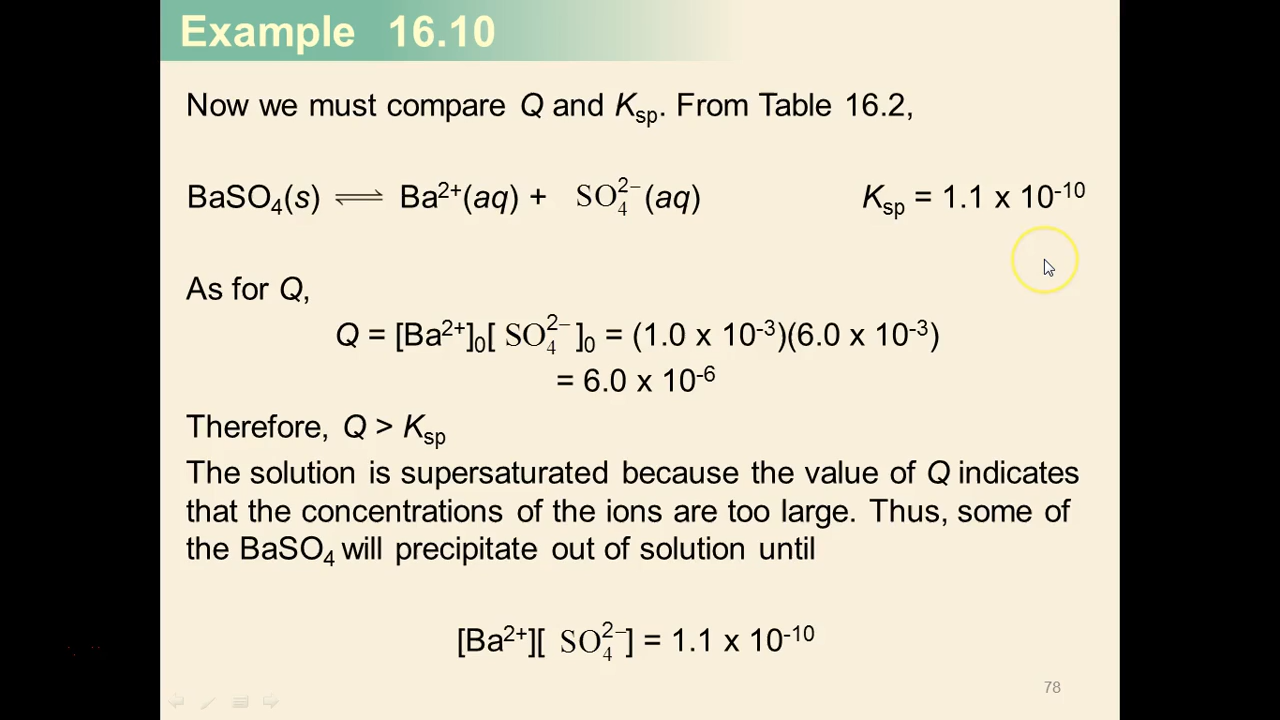 Example 16.10
Now we must compare Q and Ksp. From Table 16.2,
BaSO₄(s) ⇌ Ba²⁺(aq) + SO₄²⁻(aq) Ksp = 1.1 x 10⁻¹⁰
As for Q,
Q = [Ba²⁺]₀[ SO₄²⁻ ]₀ = (1.0 x 10⁻³)(6.0 x 10⁻³)
= 6.0 x 10⁻⁶
Therefore, Q > Ksp
The solution is supersaturated because the value of Q indicates
that the concentrations of the ions are too large. Thus, some of
the BaSO₄ will precipitate out of solution until
[Ba²⁺][ SO₄²⁻] = 1.1 x 10⁻¹⁰
78